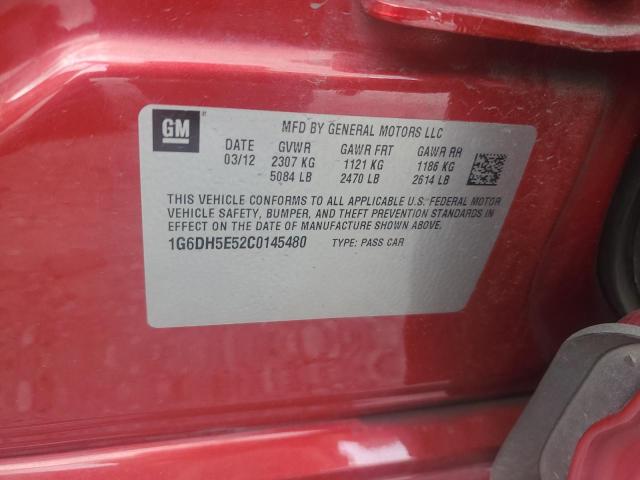 GM
MFD BY GENERAL MOTORS LLC
DATE GVWR GAWR FRT GAWR RR
03/12 2307 KG 1121 KG 1186 KG
5084 LB 2470 LB 2614 LB
THIS VEHICLE CONFORMS TO ALL APPLICABLE U.S. FEDERAL MOTOR
VEHICLE SAFETY, BUMPER, AND THEFT PREVENTION STANDARDS IN
EFFECT ON THE DATE OF MANUFACTURE SHOWN ABOVE.
1G6DH5E52C0145480 TYPE: PASS CAR